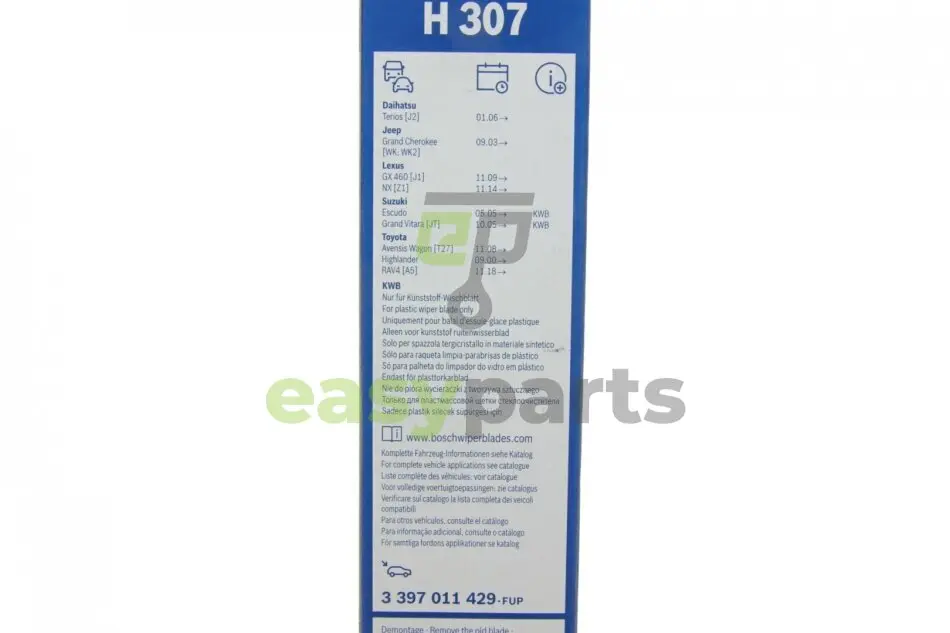 H 307
Daihatsu
Terios [J2] 01.06→
Jeep
Grand Cherokee 09.03→
[WK, WK2]
Lexus
GX 460 [J1] 11.09→
NX [Z1] 11.14→
Suzuki
Escudo 05.05→ KWB
Grand Vitara [JT] 10.05→ KWB
Toyota
Avensis Wagon [T27] 11.08→
Highlander 09.00→
RAV4 [A5] 11.18→
KWB
Nur für Kunststoff-Wischblatt
For plastic wiper blade only
Uniquement pour balai d'essuie-glace plastique
Alleen voor kunststof ruitenwisserblad
Solo per spazzola tergicristallo in materiale sintetico
Sólo para raqueta limpia-parabrisas de plástico
Só para palheta do limpador do vidro em plástico
Endast för plasttorkarblad
Nie do pióra wycieraczki z tworzywa sztucznego
Только для пластмассовой щетки стеклоочистителя
Sadece plastik silecek süpürgesi için
easyparts
www.boschwiperblades.com
Komplette Fahrzeug-Informationen siehe Katalog
For complete vehicle applications see catalogue
Liste complète des véhicules: voir catalogue
Voor volledige voertuigtoepassingen: zie catalogus
Verificare sul catalogo la lista completa dei veicoli
compatibili
Para otros vehículos, consulte el catálogo
Para informação adicional, consulte o catálogo
För samtliga fordons applikationer se katalog
3 397 011 429-FUP
Demontage - Remove the old blade -